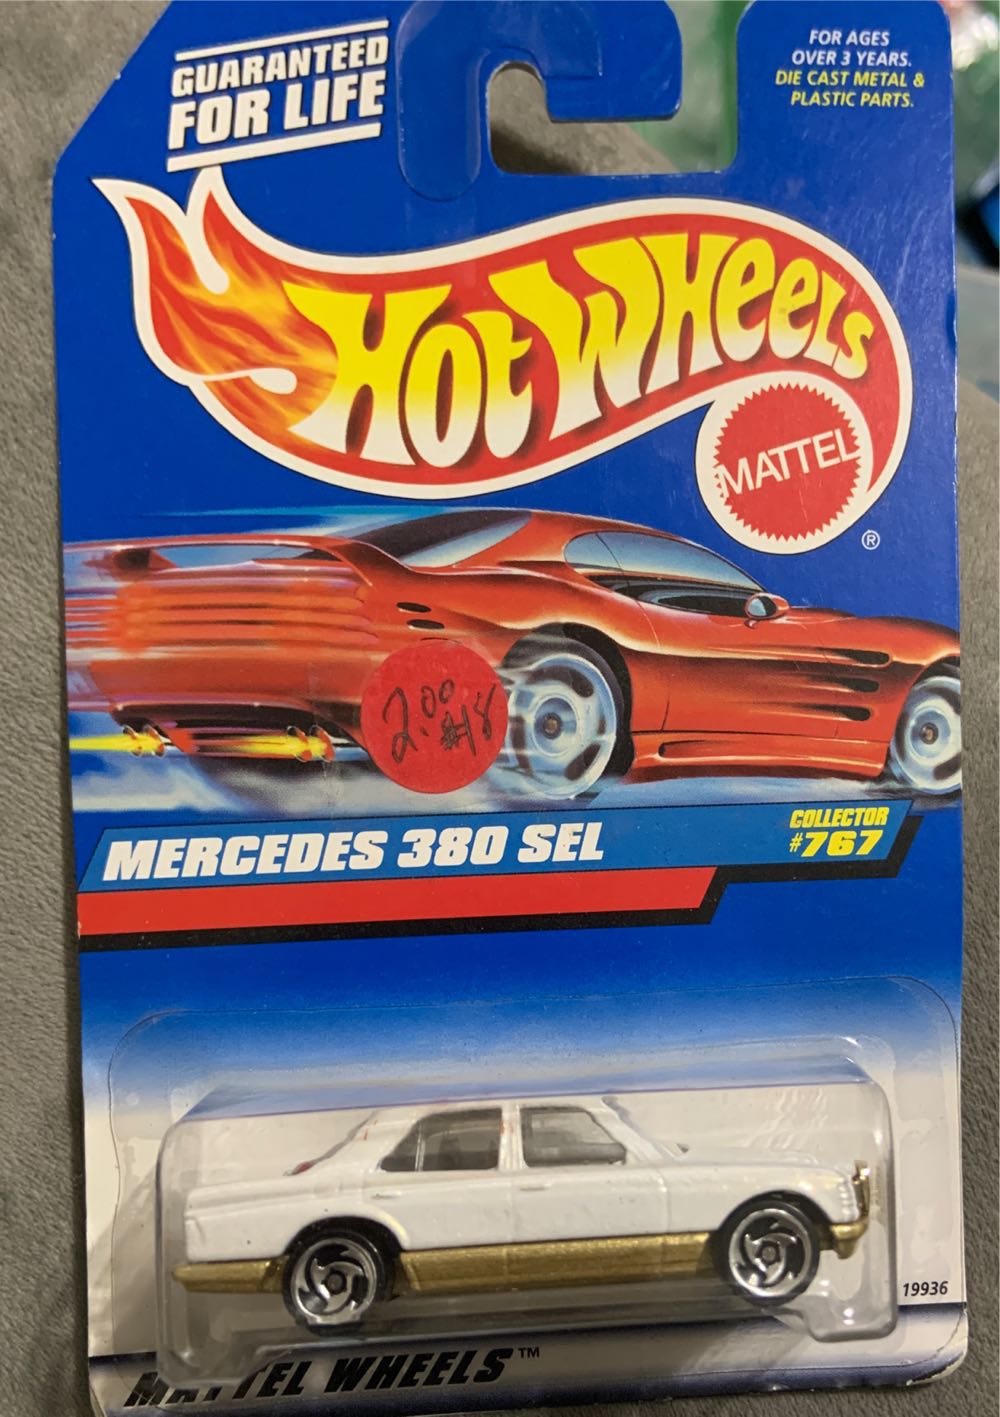 GUARANTEED
FOR LIFE
FOR AGES
OVER 3 YEARS.
DIE CAST METAL &
PLASTIC PARTS.
HOT WHEELS
MATTEL
®
2.00
#48
MERCEDES 380 SEL
COLLECTOR
#767
19936
MATTEL WHEELS™